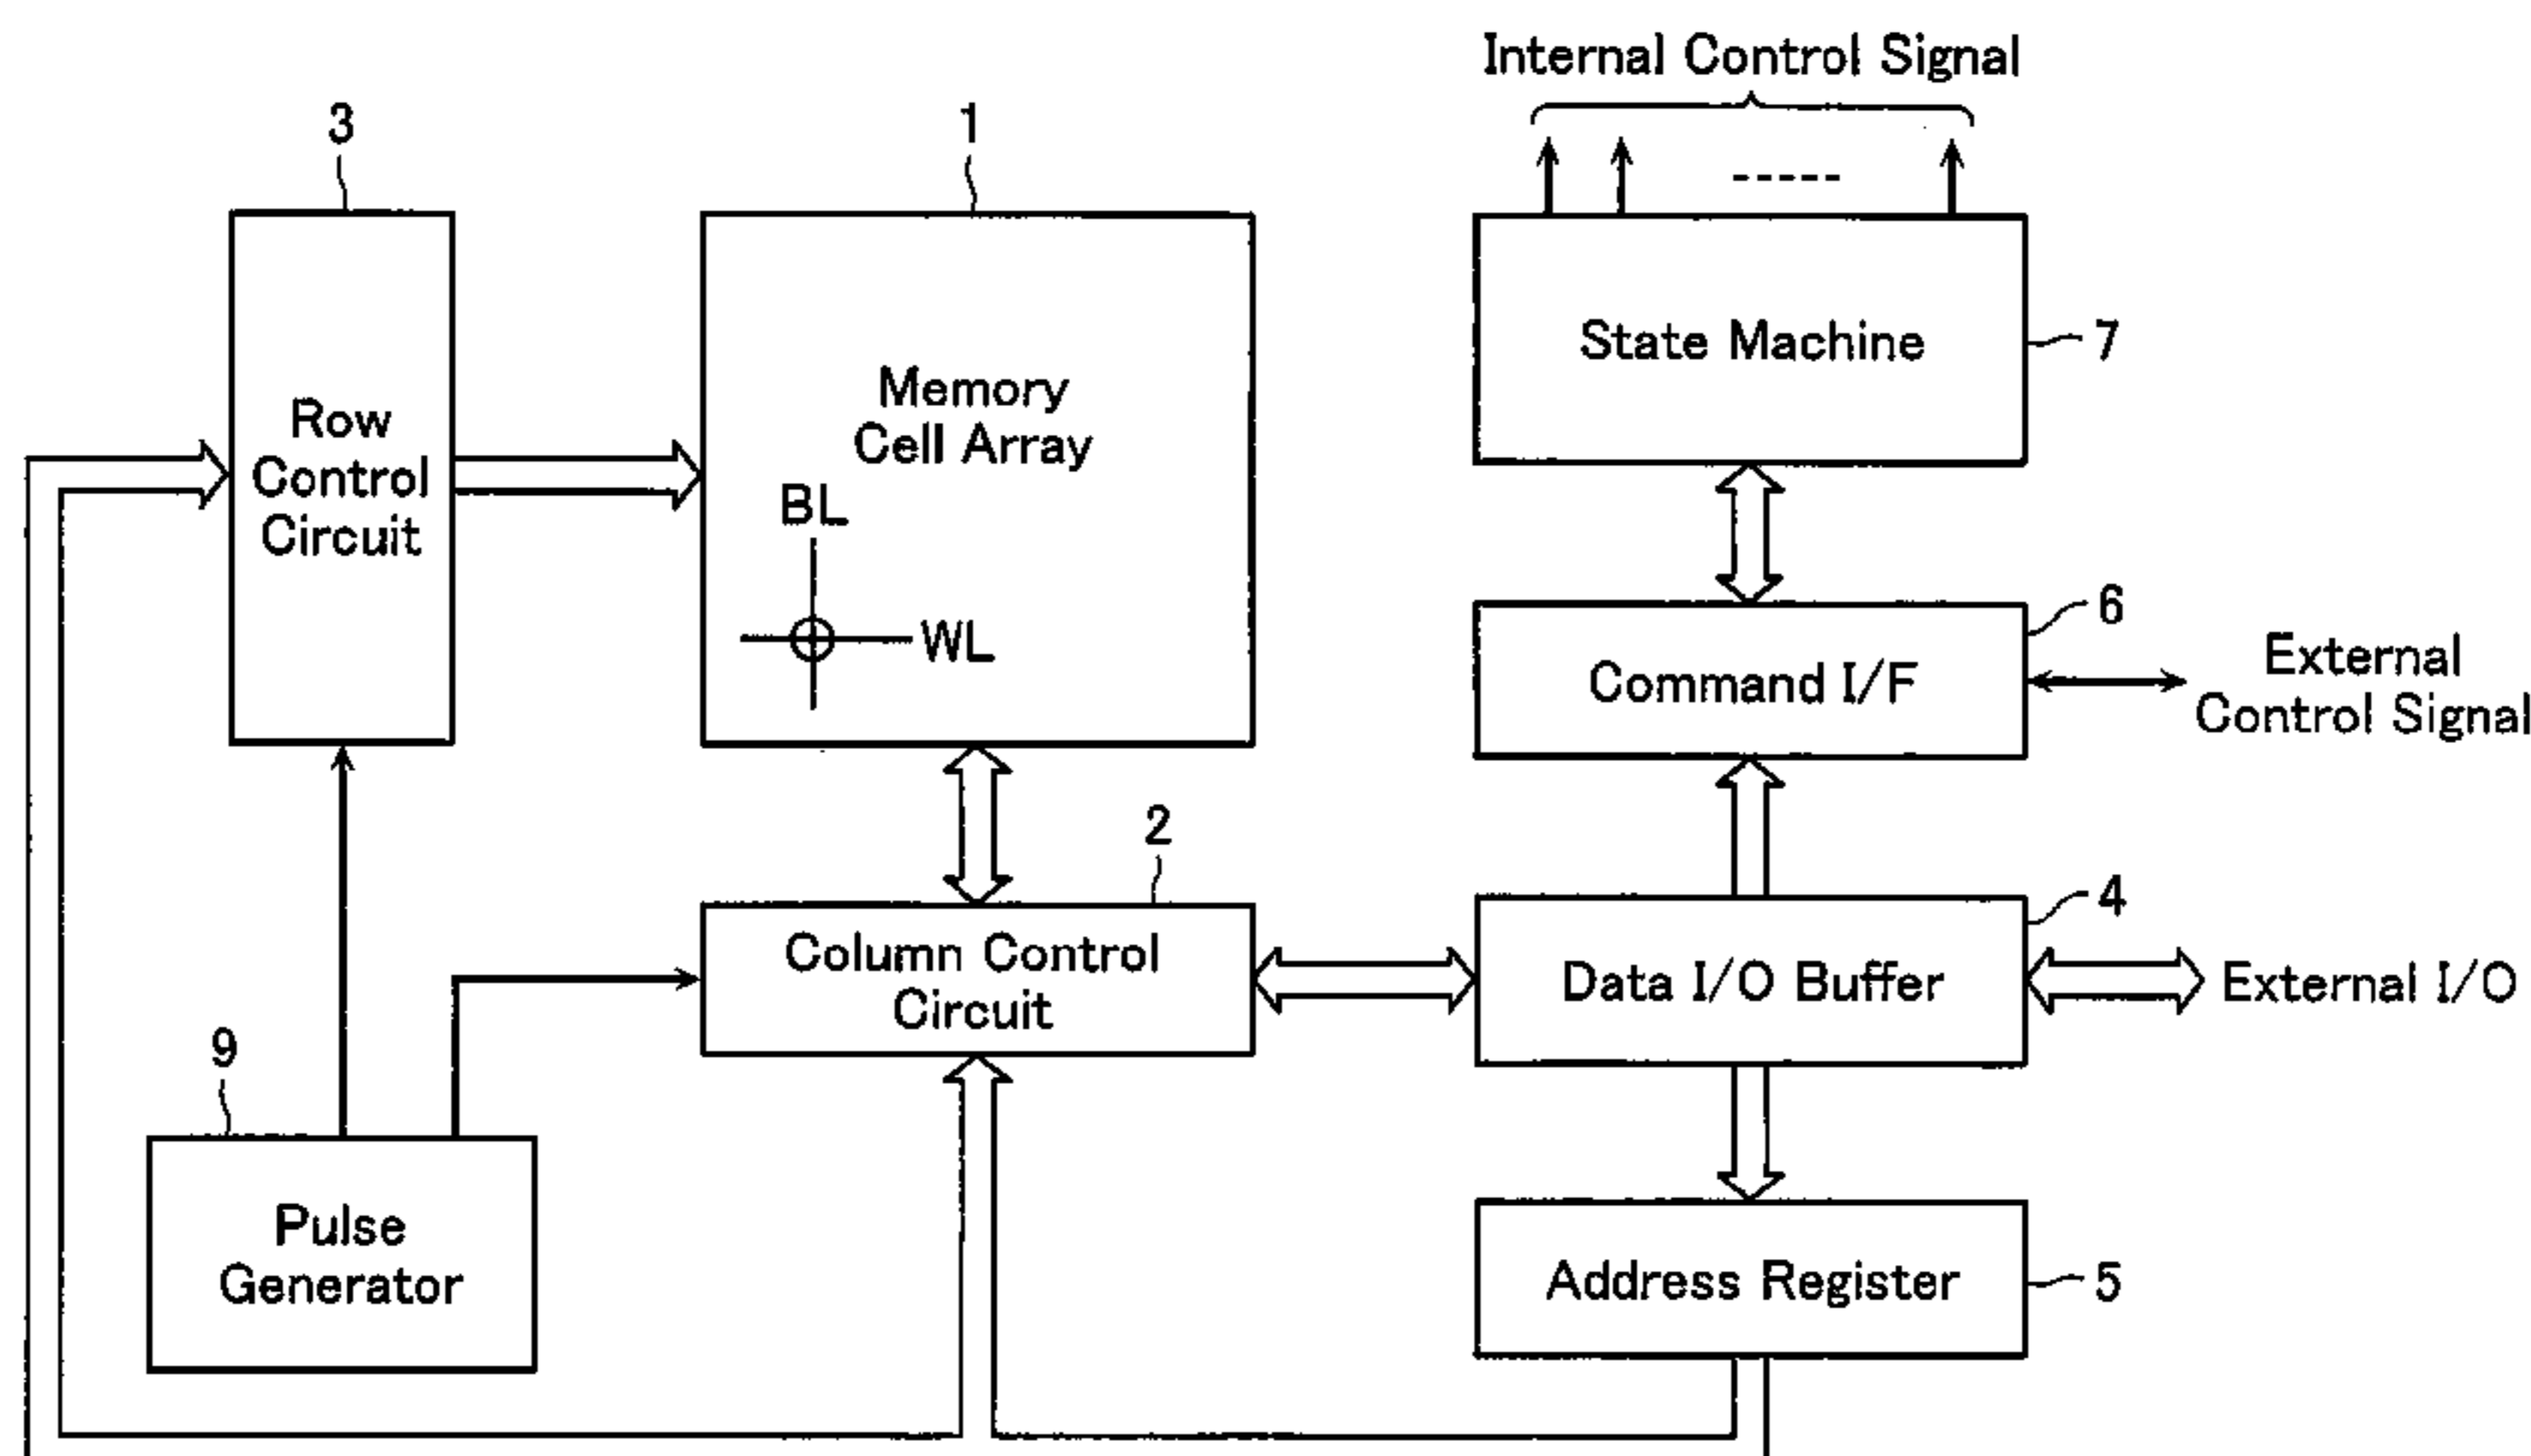 Internal Control Signal
3
1
-----
State Machine
7
Row
Control
Circuit
Memory
Cell Array
BL
WL
6
Command I/F
External
Control Signal
2
Column Control
Circuit
4
Data I/O Buffer
External I/O
9
Pulse
Generator
Address Register
5